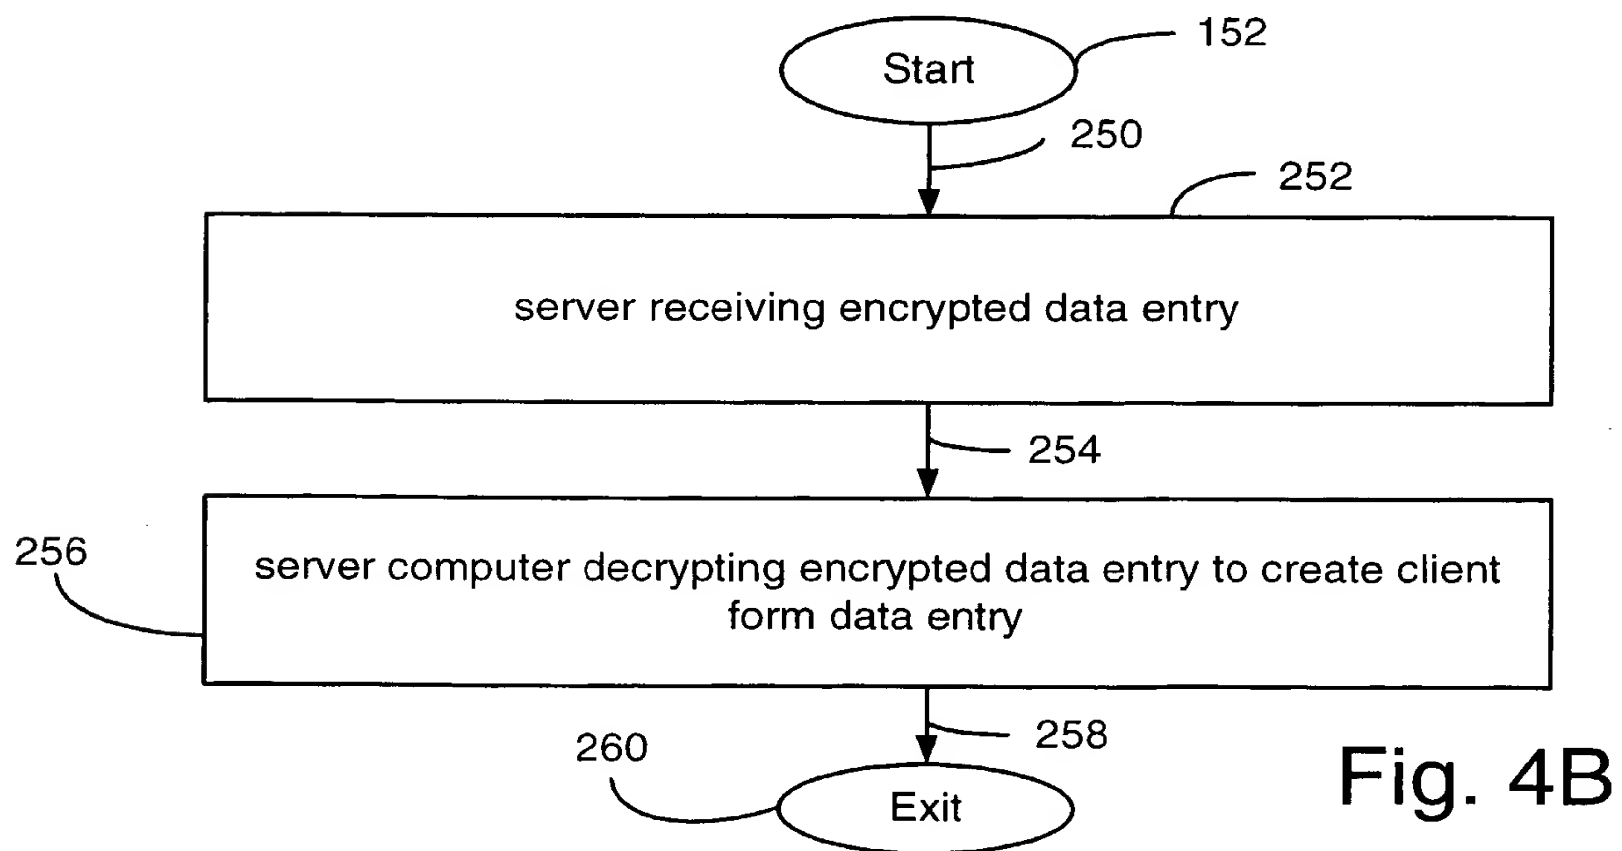 152
Start
250
252
server receiving encrypted data entry
254
256
server computer decrypting encrypted data entry to create client
form data entry
258
260
Exit
Fig. 4B